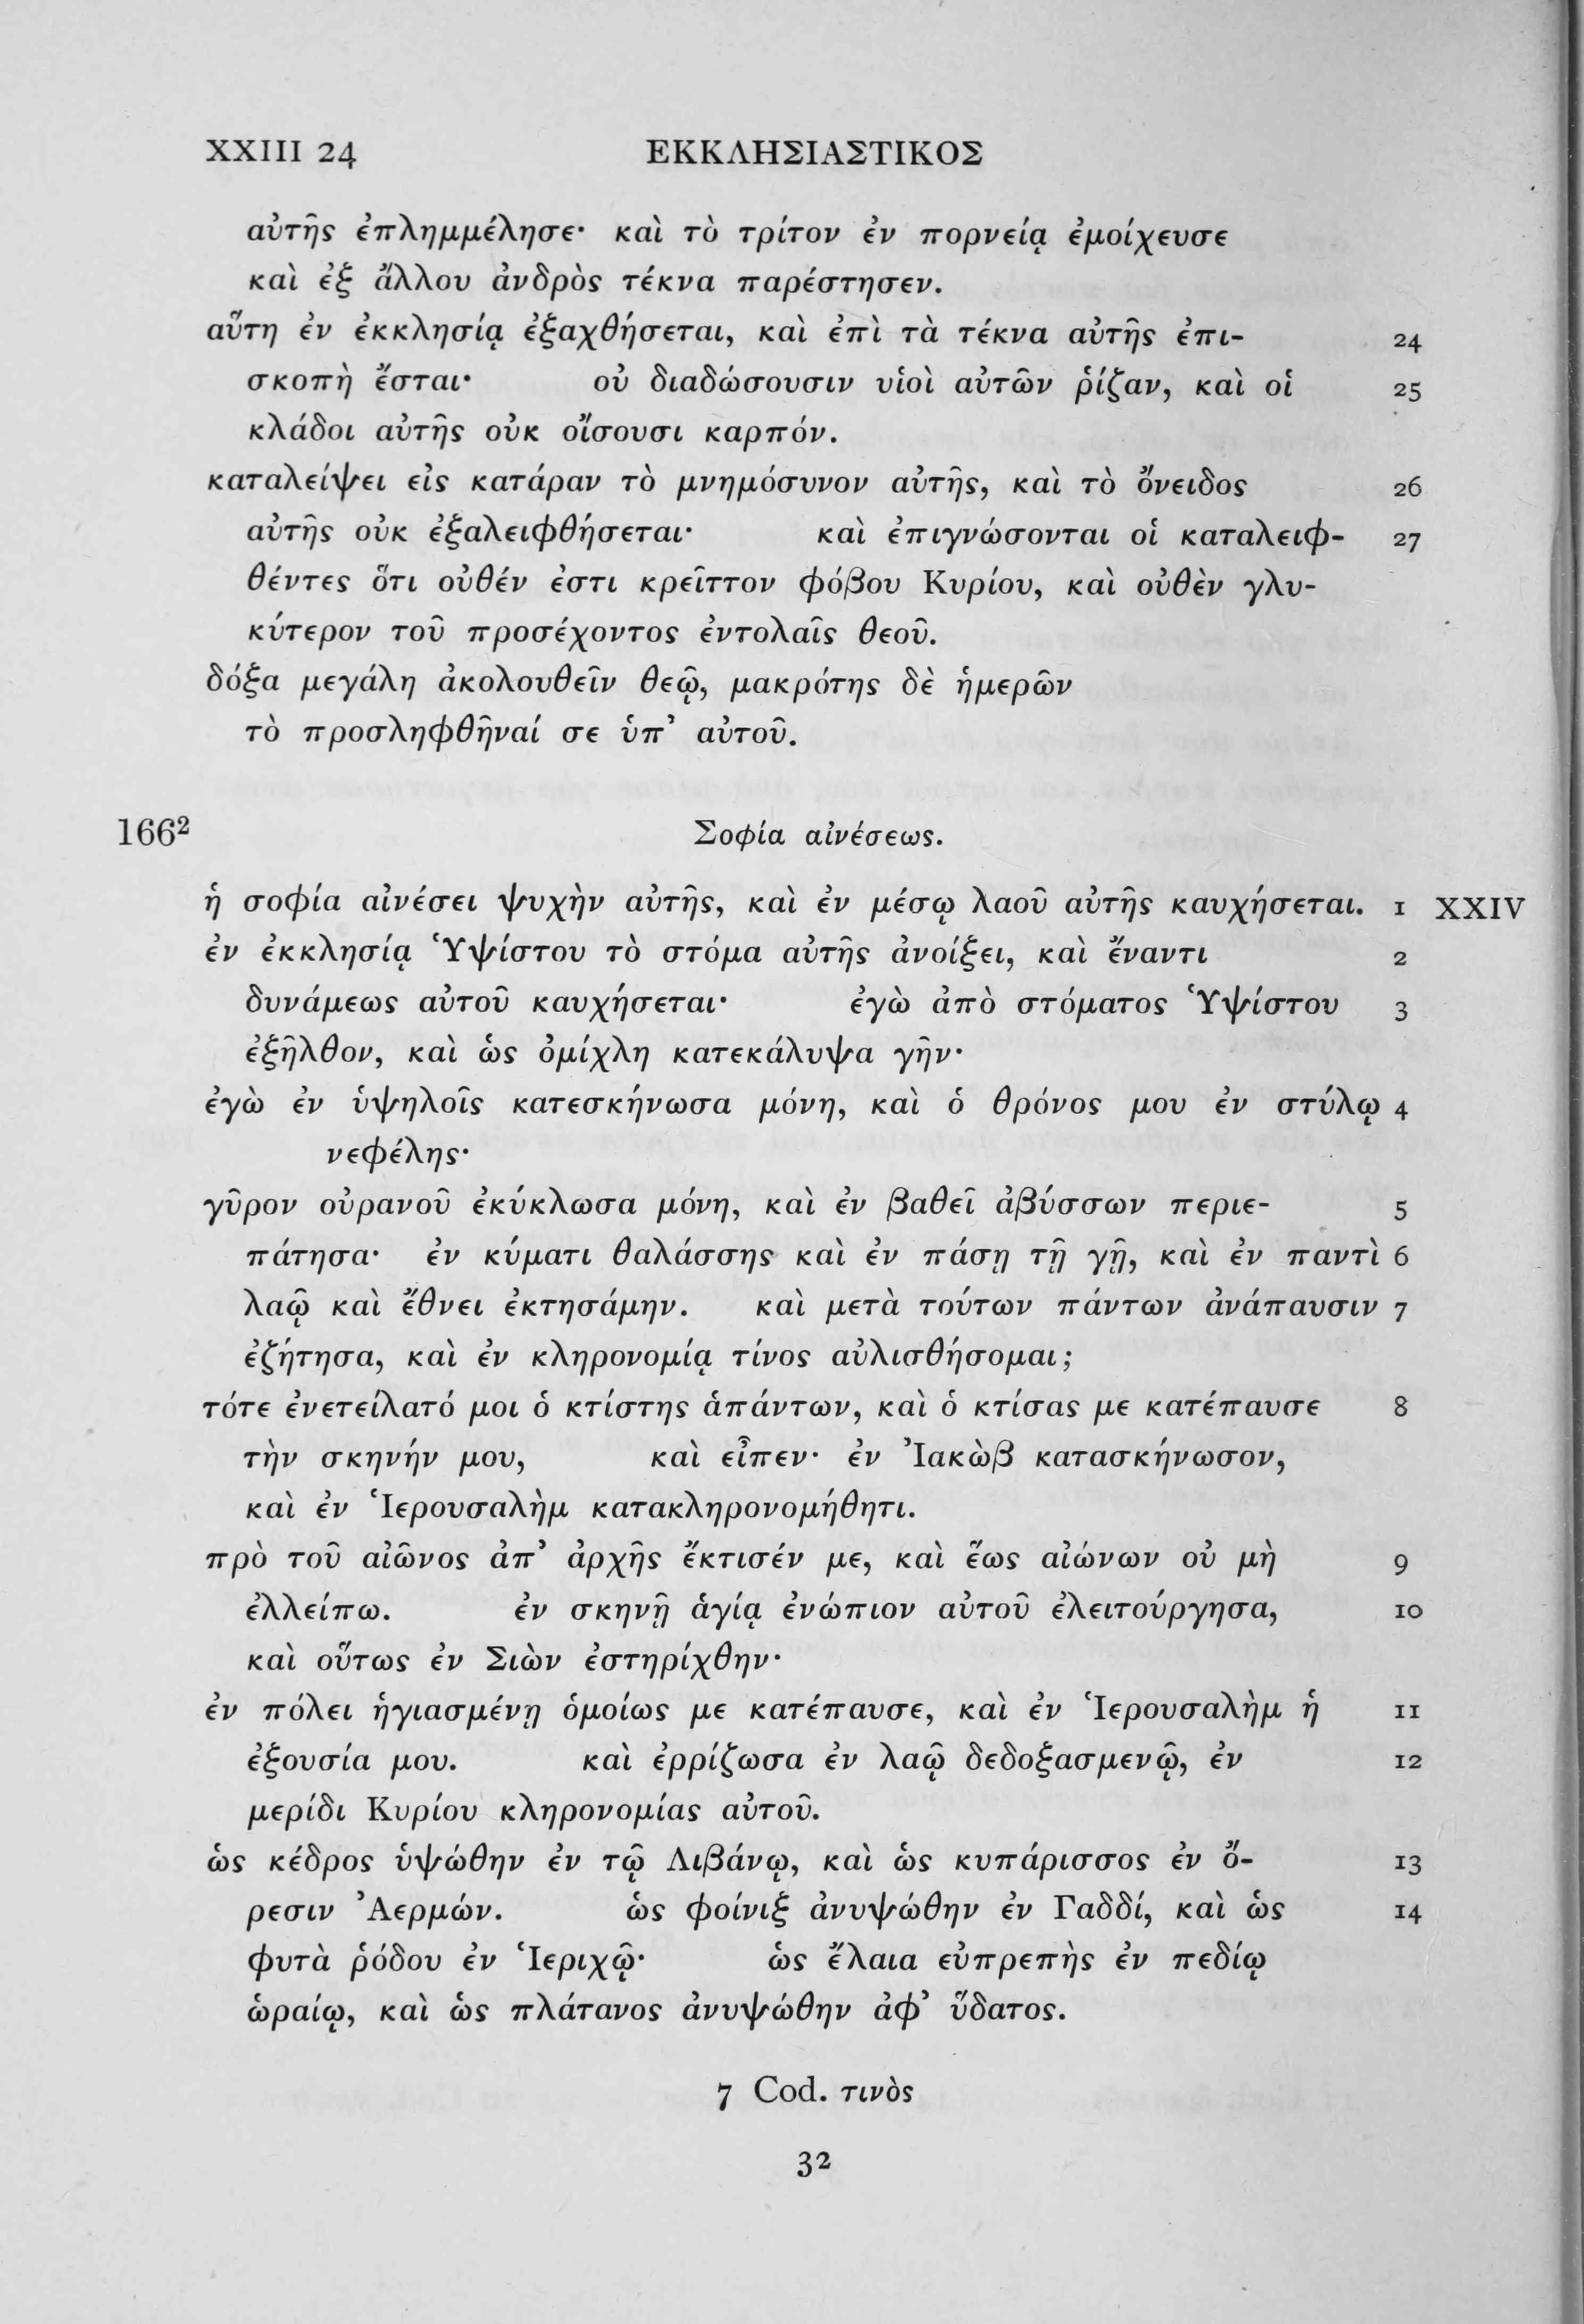 XXIII 24 ΕΚΚΛΗΣΙΑΣΤΙΚΟΣ
αὐτῆς ἐπλημμέλησε· καὶ τὸ τρίτον ἐν πορνείᾳ ἐμοίχευσε
καὶ ἐξ ἄλλου ἀνδρὸς τέκνα παρέστησεν.
αὕτη ἐν ἐκκλησίᾳ ἐξαχθήσεται, καὶ ἐπὶ τὰ τέκνα αὐτῆς ἐπι- 24
σκοπὴ ἔσται· οὐ διαδώσουσιν υἱοὶ αὐτῶν ῥίζαν, καὶ οἱ 25
κλάδοι αὐτῆς οὐκ οἴσουσι καρπόν.
καταλείψει εἰς κατάραν τὸ μνημόσυνον αὐτῆς, καὶ τὸ ὄνειδος 26
αὐτῆς οὐκ ἐξαλειφθήσεται· καὶ ἐπιγνώσονται οἱ καταλειφ- 27
θέντες ὅτι οὐθέν ἐστι κρεῖττον φόβου Κυρίου, καὶ οὐθὲν γλυ-
κύτερον τοῦ προσέχοντος ἐντολαῖς θεοῦ.
δόξα μεγάλη ἀκολουθεῖν θεῷ, μακρότης δὲ ἡμερῶν
τὸ προσληφθῆναί σε ὑπ’ αὐτοῦ.
166² Σοφία αἰνέσεως.
ἡ σοφία αἰνέσει ψυχὴν αὐτῆς, καὶ ἐν μέσῳ λαοῦ αὐτῆς καυχήσεται. 1 XXIV
ἐν ἐκκλησίᾳ Ὑψίστου τὸ στόμα αὐτῆς ἀνοίξει, καὶ ἔναντι 2
δυνάμεως αὐτοῦ καυχήσεται· ἐγὼ ἀπὸ στόματος Ὑψίστου 3
ἐξῆλθον, καὶ ὡς ὀμίχλη κατεκάλυψα γῆν·
ἐγὼ ἐν ὑψηλοῖς κατεσκήνωσα μόνη, καὶ ὁ θρόνος μου ἐν στύλῳ 4
νεφέλης·
γῦρον οὐρανοῦ ἐκύκλωσα μόνη, καὶ ἐν βαθεῖ ἀβύσσων περιε- 5
πάτησα· ἐν κύματι θαλάσσης καὶ ἐν πάσῃ τῇ γῇ, καὶ ἐν παντὶ 6
λαῷ καὶ ἔθνει ἐκτησάμην. καὶ μετὰ τούτων πάντων ἀνάπαυσιν 7
ἐζήτησα, καὶ ἐν κληρονομίᾳ τίνος αὐλισθήσομαι;
τότε ἐνετείλατό μοι ὁ κτίστης ἁπάντων, καὶ ὁ κτίσας με κατέπαυσε 8
τὴν σκηνήν μου, καὶ εἶπεν· ἐν Ἰακὼβ κατασκήνωσον,
καὶ ἐν Ἱερουσαλὴμ κατακληρονομήθητι.
πρὸ τοῦ αἰῶνος ἀπ’ ἀρχῆς ἔκτισέν με, καὶ ἕως αἰώνων οὐ μὴ 9
ἐλλείπω. ἐν σκηνῇ ἁγίᾳ ἐνώπιον αὐτοῦ ἐλειτούργησα, 10
καὶ οὕτως ἐν Σιὼν ἐστηρίχθην·
ἐν πόλει ἡγιασμένῃ ὁμοίως με κατέπαυσε, καὶ ἐν Ἱερουσαλὴμ ἡ 11
ἐξουσία μου. καὶ ἐρρίζωσα ἐν λαῷ δεδοξασμενῷ, ἐν 12
μερίδι Κυρίου κληρονομίας αὐτοῦ.
ὡς κέδρος ὑψώθην ἐν τῷ Λιβάνῳ, καὶ ὡς κυπάρισσος ἐν ὄ- 13
ρεσιν Ἀερμών. ὡς φοίνιξ ἀνυψώθην ἐν Γαδδί, καὶ ὡς 14
φυτὰ ῥόδου ἐν Ἱεριχῷ· ὡς ἔλαια εὐπρεπὴς ἐν πεδίῳ
ὡραίῳ, καὶ ὡς πλάτανος ἀνυψώθην ἀφ’ ὕδατος.
7 Cod. τινὸς
32